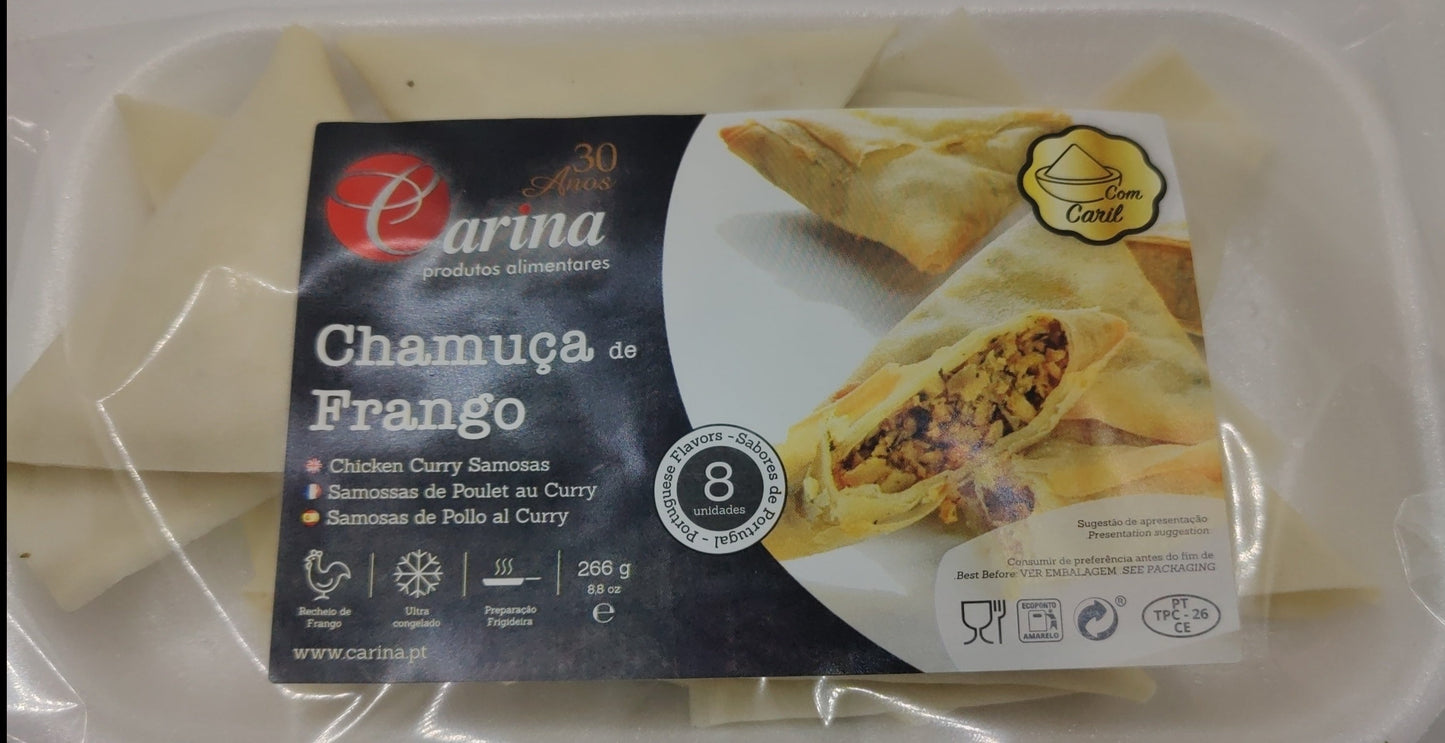 30
Anos
Carina
produtos alimentares
Chamuça de
Frango
Chicken Curry Samosas
Samossas de Poulet au Curry
Samosas de Pollo al Curry
Recheio de
Frango
Ultra
congelado
Preparação
Frigideira
266 g
8,8 oz
e
www.carina.pt
Portuguese Flavors - Sabores de Portugal -
8
unidades
Com
Caril
Sugestão de apresentação
Presentation suggestion
Consumir de preferência antes do fim de
Best Before: VER EMBALAGEM SEE PACKAGING
ECOPONTO
AMARELO
®
PT
TPC - 26
CE